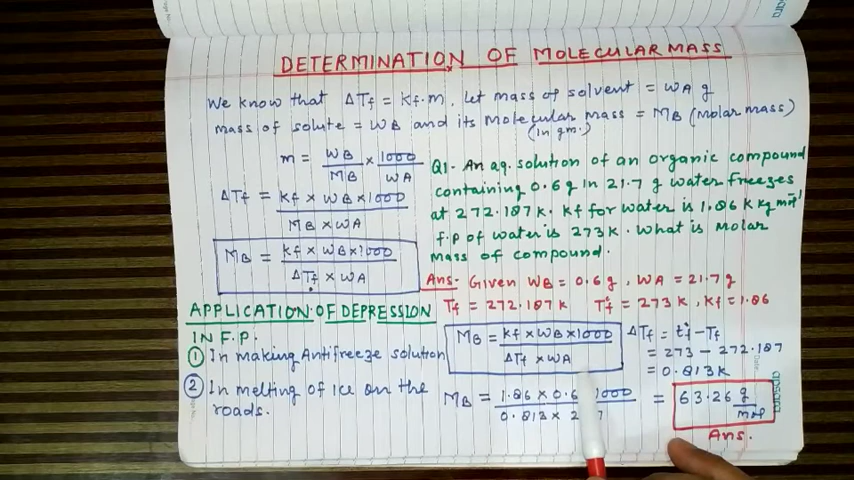 DETERMINATION OF MOLECULAR MASS
We know that ΔTf = Kf.m, Let mass of solvent = WA g
mass of solute = WB and its molecular mass = MB (molar mass)
(in gm.)
m = WB/MB × 1000/WA
ΔTf = Kf × WB × 1000 / MB × WA
MB = Kf × WB × 1000 / ΔTf × WA
APPLICATION OF DEPRESSION
IN F.P.
① In making Antifreeze solution
② In melting of ice on the
roads.
Q1- An aq. solution of an organic compound
containing 0.6g in 21.7 g water freezes
at 272.187 K. Kf for water is 1.86 K kg mol⁻¹
f.p of water is 273 K. What is molar
mass of compound.
Ans- Given WB = 0.6g, WA = 21.7 g
Tf = 272.187 K T°f = 273 K, Kf = 1.86
MB = Kf × WB × 1000 / ΔTf × WA
ΔTf = t°f - Tf
= 273 - 272.187
= 0.813 K
MB = 1.86 × 0.6 1000 / 0.813 × 2 7 = 63.26 g/mol
Ans.